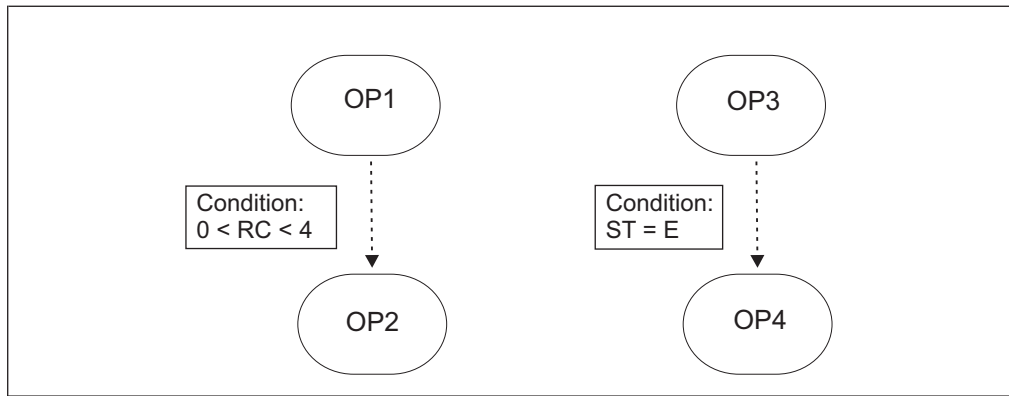 OP1
OP3
Condition:
0 < RC < 4
Condition:
ST = E
OP2
OP4